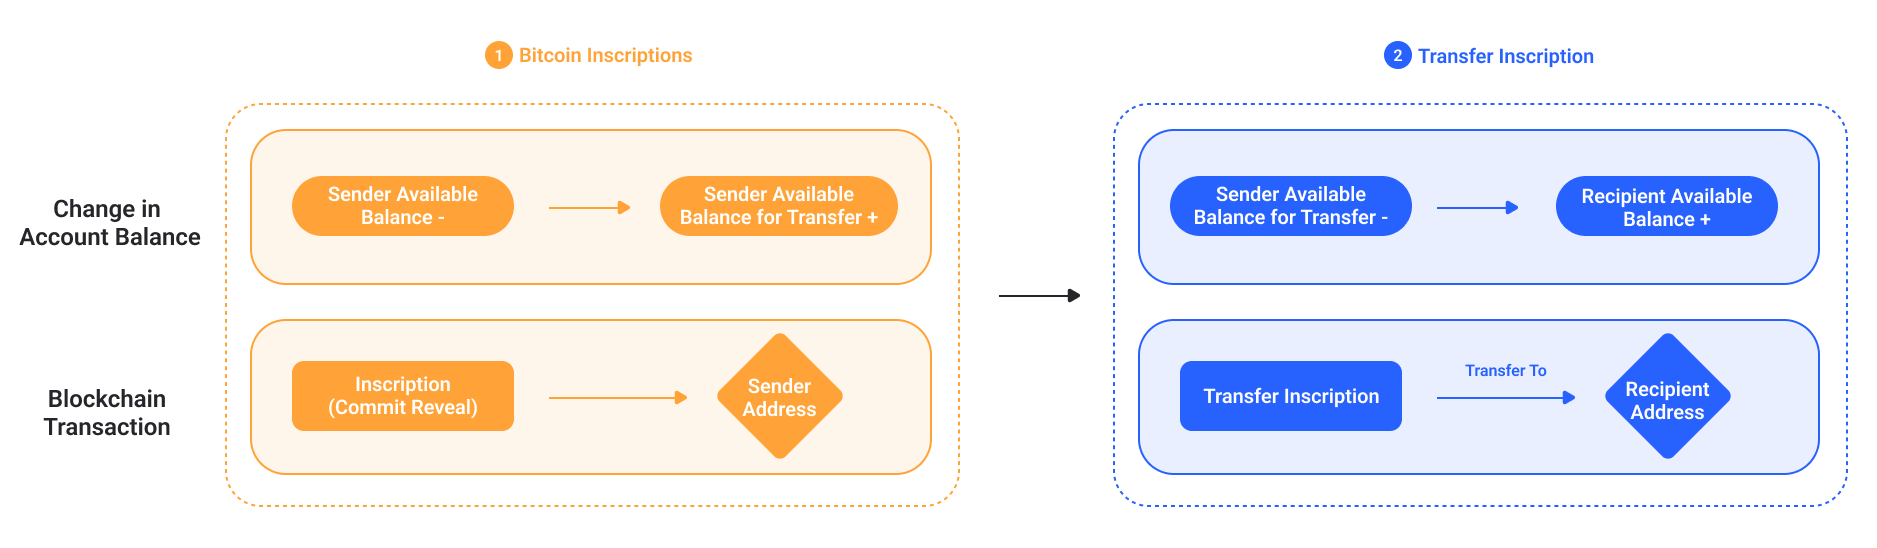 1 Bitcoin Inscriptions
2 Transfer Inscription
Change in
Account Balance
Sender Available
Balance -
Sender Available
Balance for Transfer +
Sender Available
Balance for Transfer -
Recipient Available
Balance +
Blockchain
Transaction
Inscription
(Commit Reveal)
Sender
Address
Transfer Inscription
Transfer To
Recipient
Address